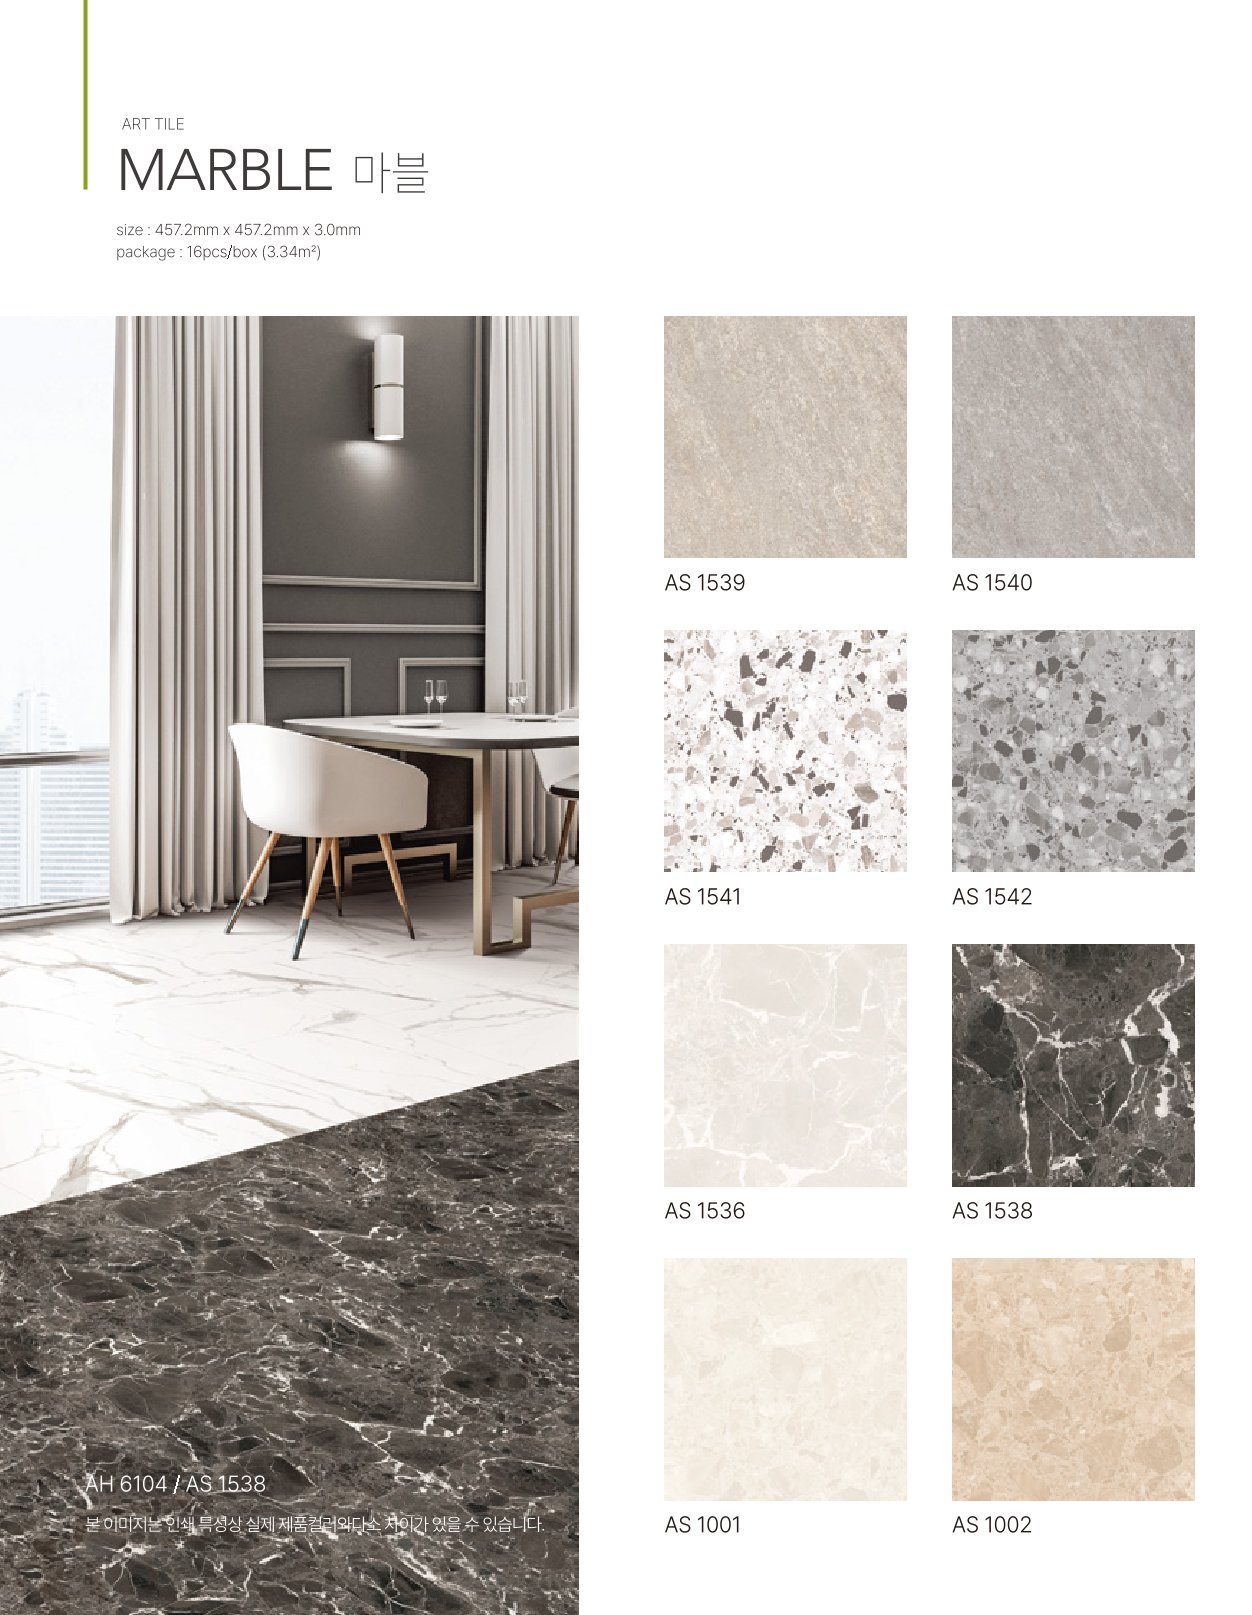 ART TILE
MARBLE 마블
size : 457.2mm x 457.2mm x 3.0mm
package : 16pcs/box (3.34m²)
AS 1539
AS 1540
AS 1541
AS 1542
AS 1536
AS 1538
AS 1001
AS 1002
AH 6104 / AS 1538
본 이미지는 인쇄 특성상 실제 제품컬러와 다소 차이가 있을 수 있습니다.